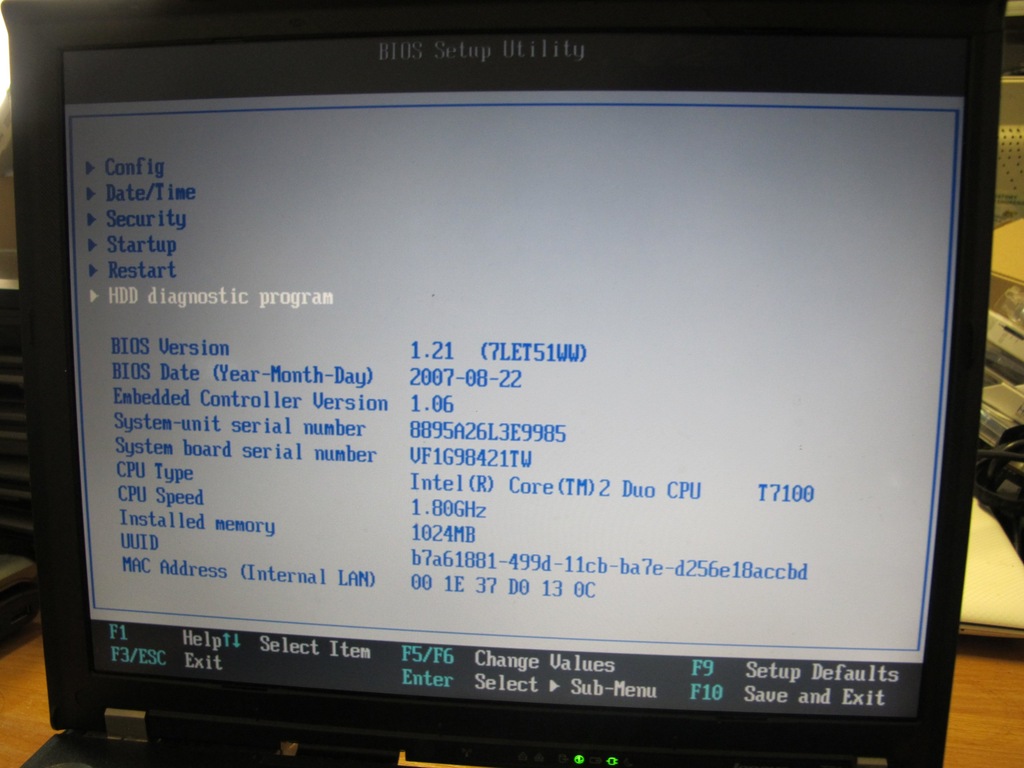 BIOS Setup Utility
Config
Date/Time
Security
Startup
Restart
HDD diagnostic program
BIOS Version 1.21 (7LET51WW)
BIOS Date (Year-Month-Day) 2007-08-22
Embedded Controller Version 1.06
System-unit serial number 8895A26L3E9985
System board serial number VF1G98421TW
CPU Type Intel(R) Core(TM)2 Duo CPU T7100
CPU Speed 1.80GHz
Installed memory 1024MB
UUID b7a61881-499d-11cb-ba7e-d256e18accbd
MAC Address (Internal LAN) 00 1E 37 D0 13 0C
F1 Help ↑↓ Select Item F5/F6 Change Values F9 Setup Defaults
F3/ESC Exit Enter Select ▶ Sub-Menu F10 Save and Exit